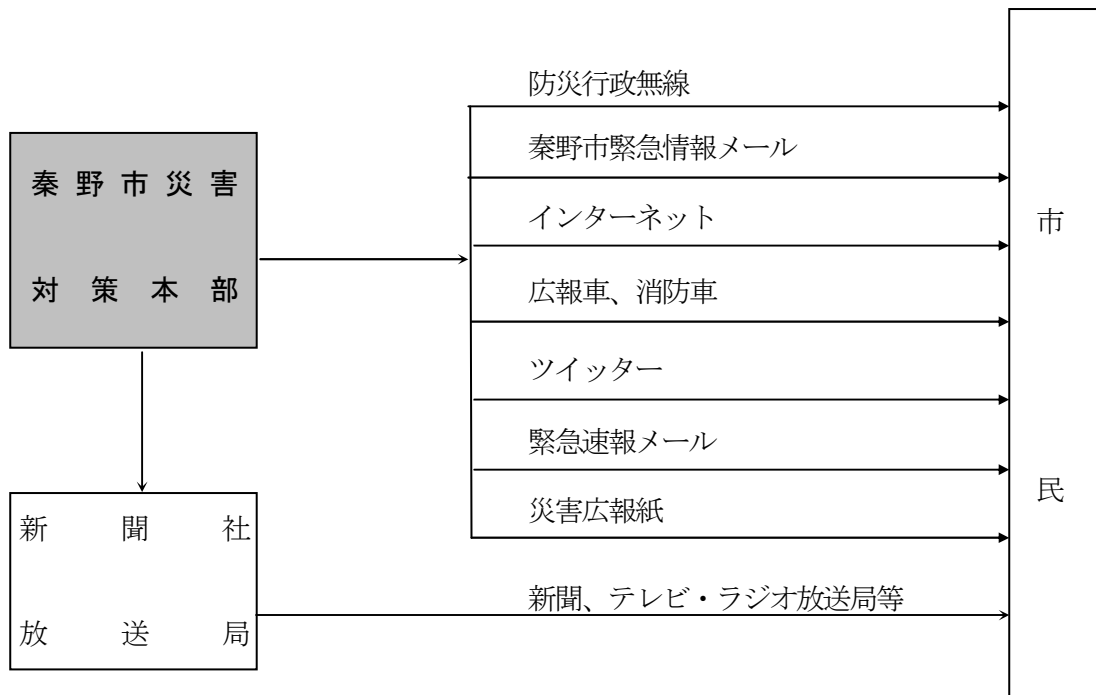 防災行政無線
秦野市災害
対策本部
秦野市緊急情報メール
インターネット
広報車、消防車
ツイッター
緊急速報メール
災害広報紙
新聞社
放送局
新聞、テレビ・ラジオ放送局等
市
民